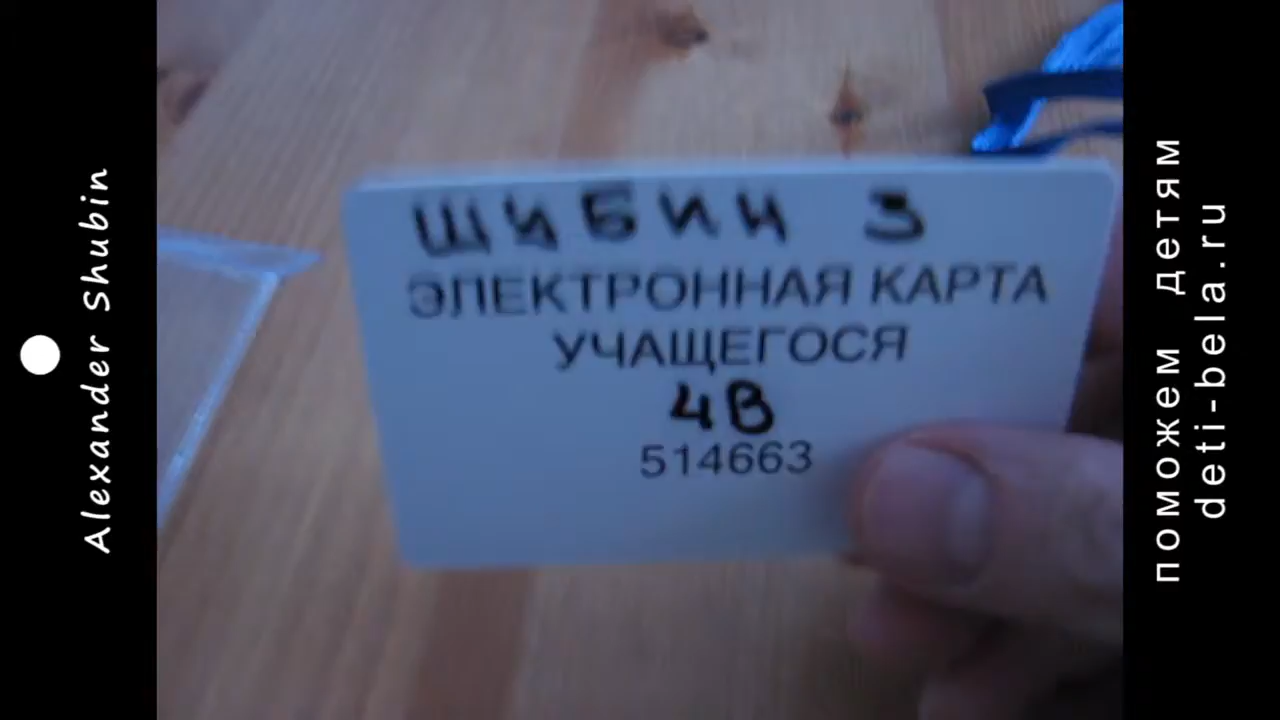 Alexander Shubin
ШУБИН З
ЭЛЕКТРОННАЯ КАРТА
УЧАЩЕГОСЯ
4В
514663
поможем детям
deti-bela.ru